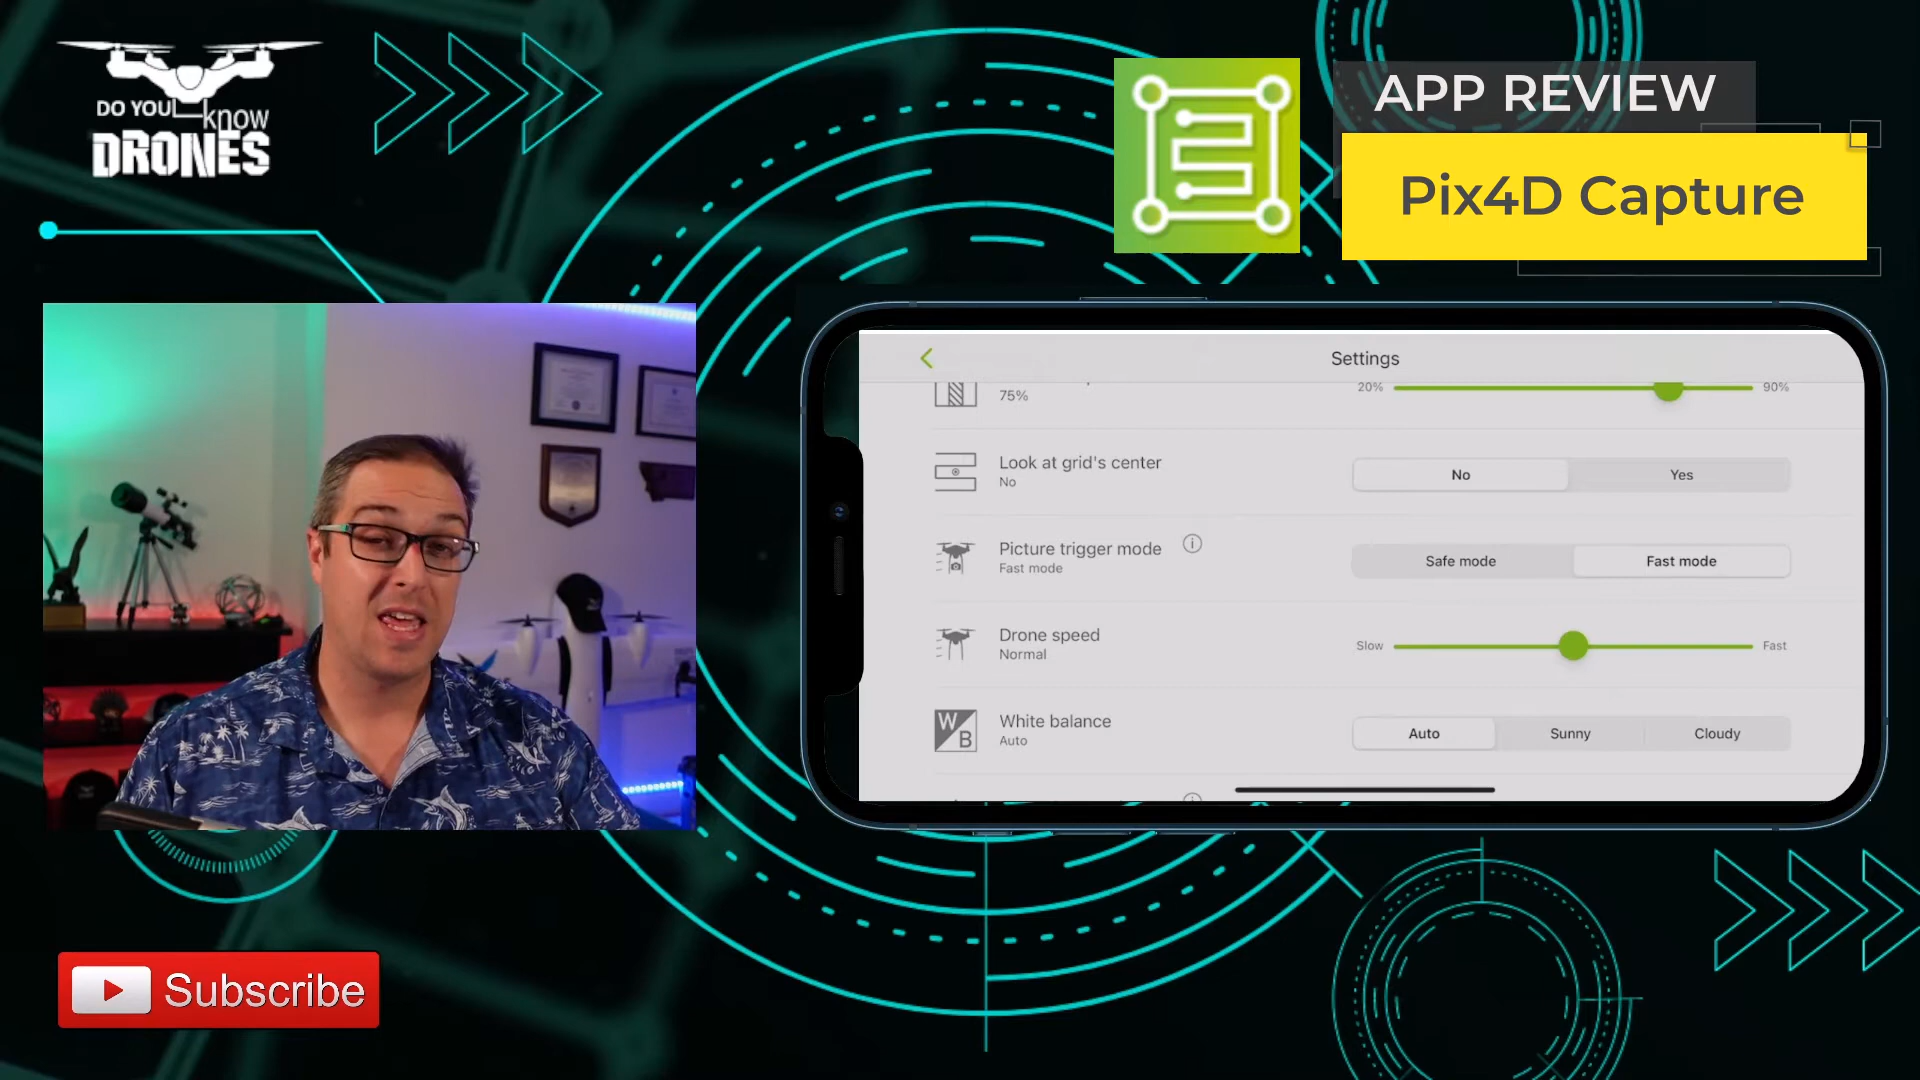 DO YOU
know
DRONES
APP REVIEW
Pix4D Capture
Settings
75%
20%
90%
Look at grid's center
No
No
Yes
Picture trigger mode
Fast mode
Safe mode
Fast mode
Drone speed
Normal
Slow
Fast
White balance
Auto
Auto
Sunny
Cloudy
W
B
Subscribe